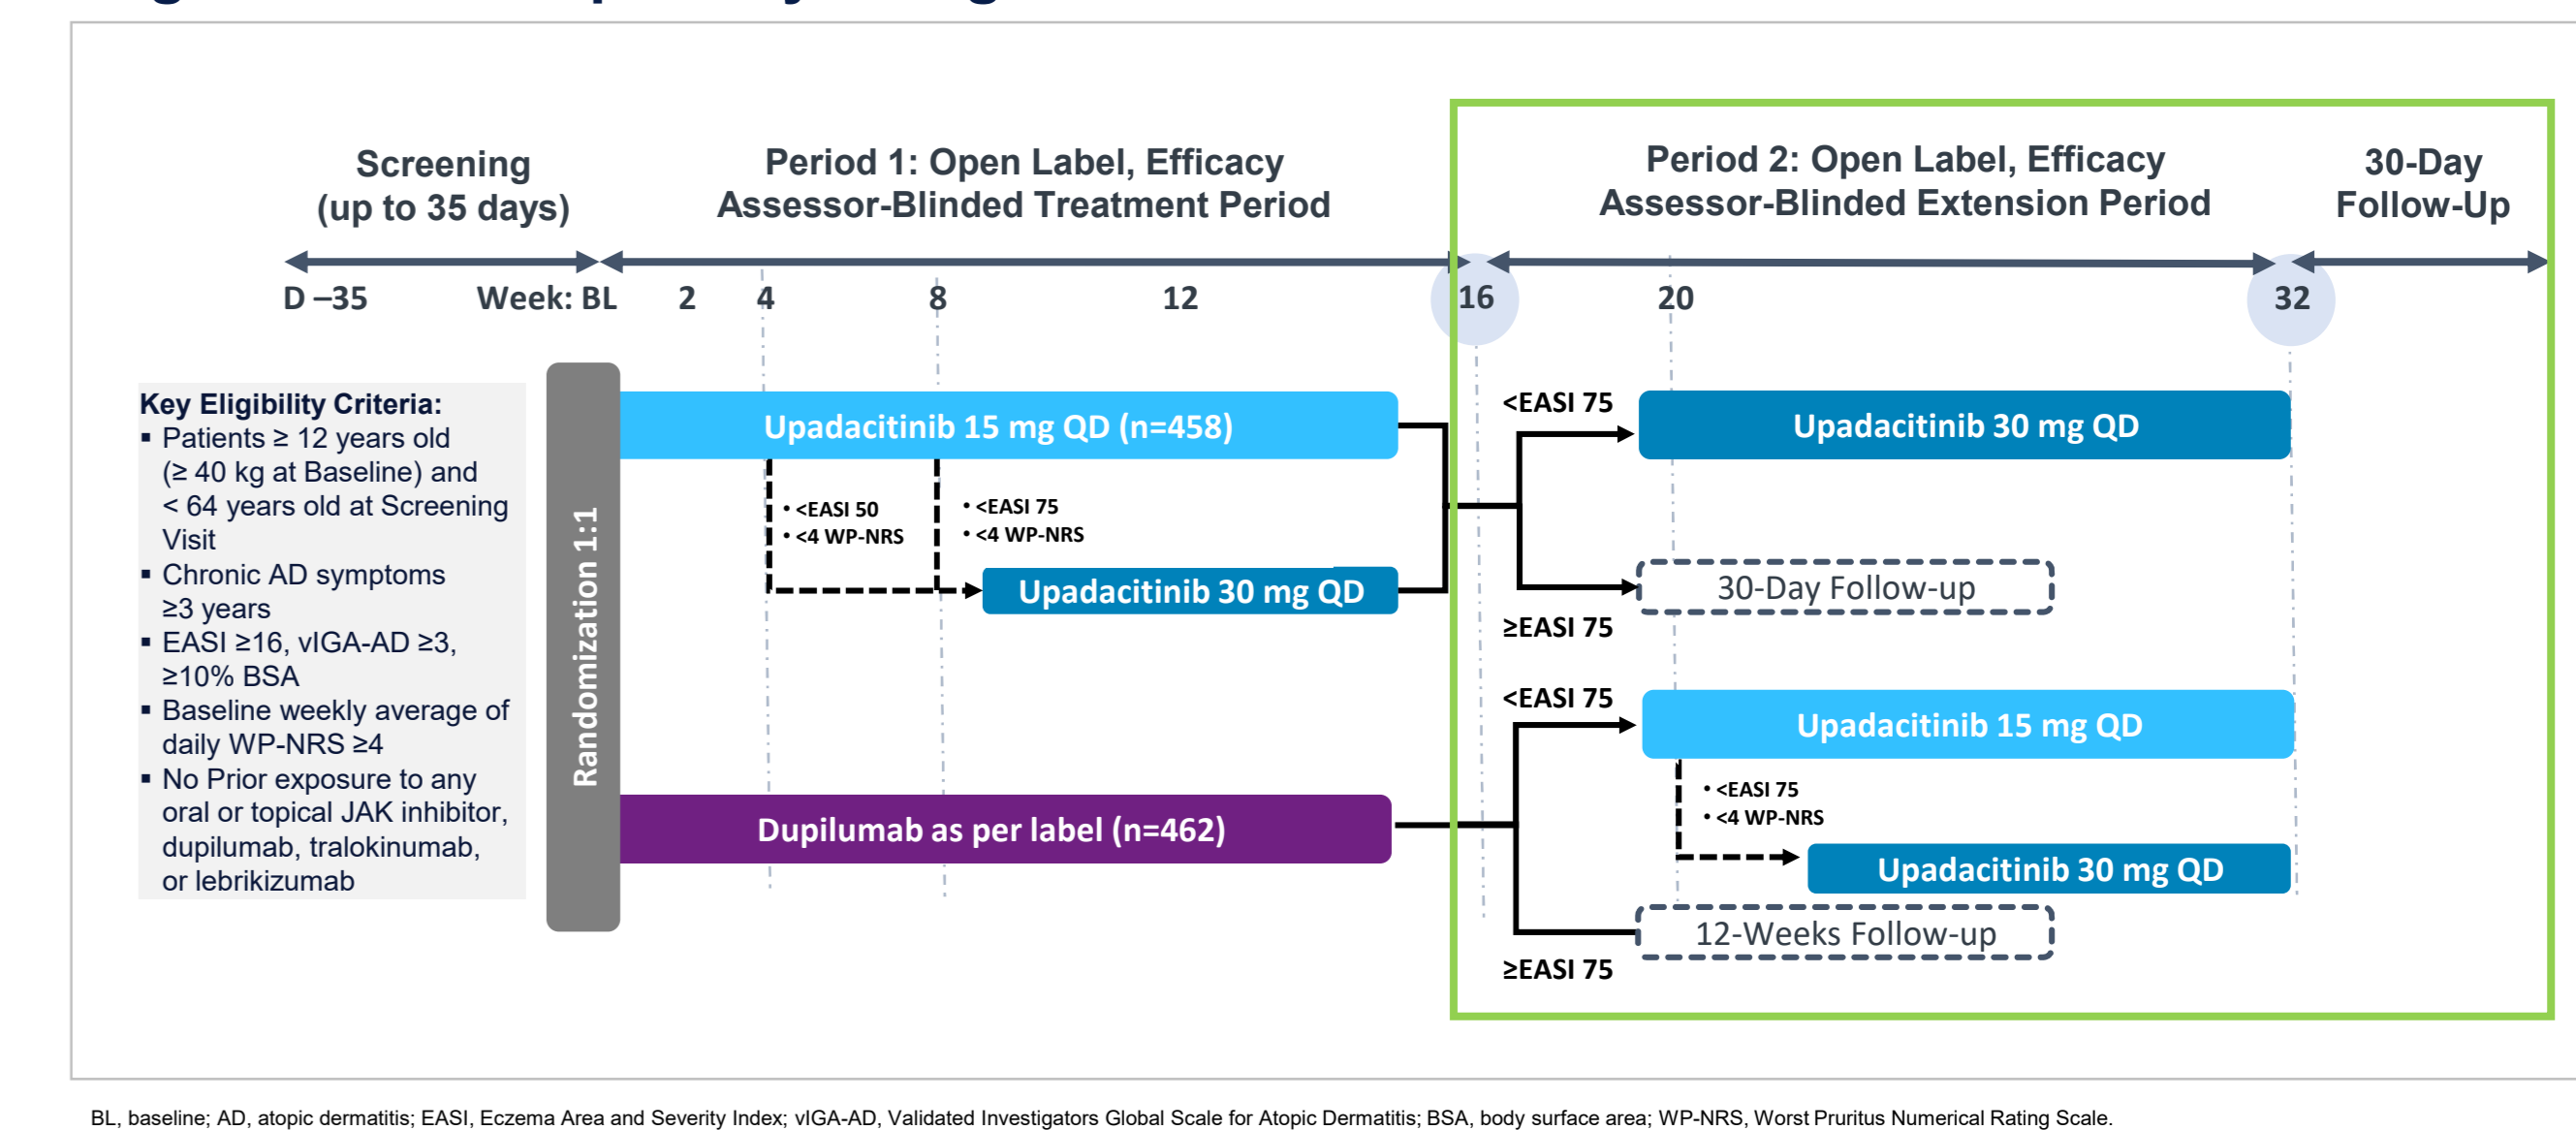 Screening
(up to 35 days)
Period 1: Open Label, Efficacy
Assessor-Blinded Treatment Period
Period 2: Open Label, Efficacy
Assessor-Blinded Extension Period
30-Day
Follow-Up
D –35
Week: BL
2
4
8
12
16
20
32
Key Eligibility Criteria:
▪ Patients ≥ 12 years old
(≥ 40 kg at Baseline) and
< 64 years old at Screening
Visit
▪ Chronic AD symptoms
≥3 years
▪ EASI ≥16, vIGA-AD ≥3,
≥10% BSA
▪ Baseline weekly average of
daily WP-NRS ≥4
▪ No Prior exposure to any
oral or topical JAK inhibitor,
dupilumab, tralokinumab,
or lebrikizumab
Randomization 1:1
Upadacitinib 15 mg QD (n=458)
• <EASI 50
• <4 WP-NRS
• <EASI 75
• <4 WP-NRS
Upadacitinib 30 mg QD
Dupilumab as per label (n=462)
<EASI 75
Upadacitinib 30 mg QD
30-Day Follow-up
≥EASI 75
<EASI 75
Upadacitinib 15 mg QD
• <EASI 75
• <4 WP-NRS
Upadacitinib 30 mg QD
12-Weeks Follow-up
≥EASI 75
BL, baseline; AD, atopic dermatitis; EASI, Eczema Area and Severity Index; vIGA-AD, Validated Investigators Global Scale for Atopic Dermatitis; BSA, body surface area; WP-NRS, Worst Pruritus Numerical Rating Scale.